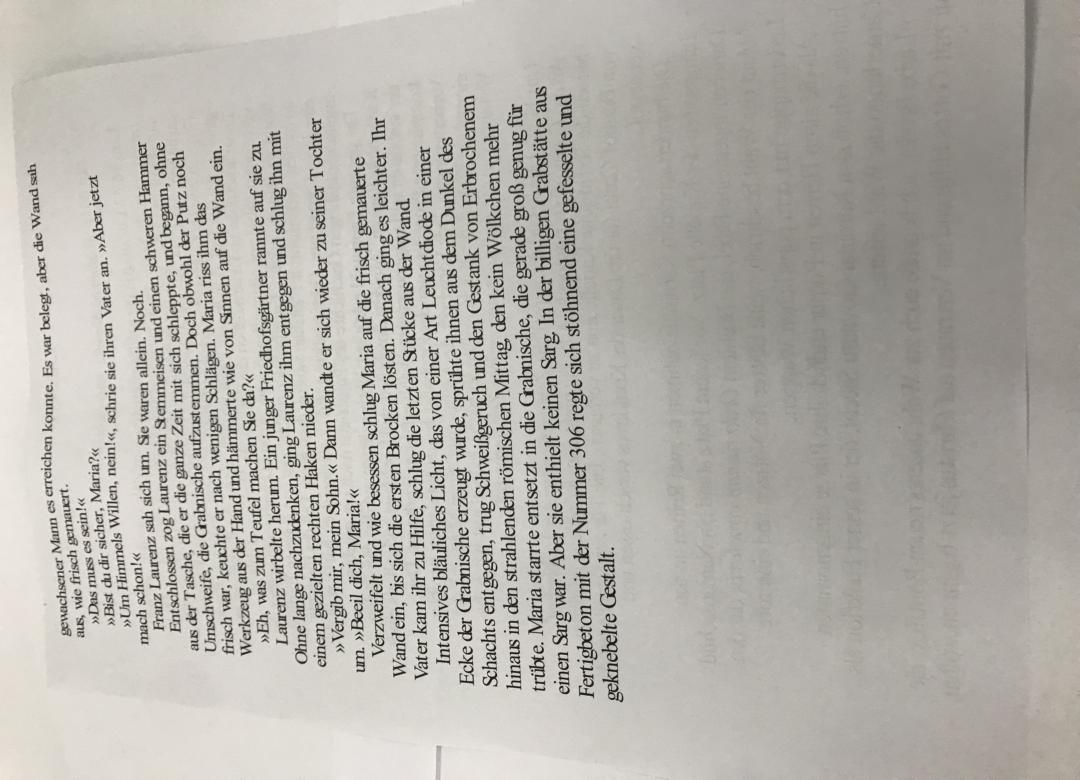 gewachsener Mann es erreichen konnte. Es war belegt, aber die Wand sah
aus, wie frisch gemauert.
»Das muss es sein!«
»Bist du dir sicher, Maria?«
»Um Himmels Willen, nein!«, schrie sie ihren Vater an. »Aber jetzt
mach schon!«
Franz Laurenz sah sich um. Sie waren allein. Noch.
Entschlossen zog Laurenz ein Stemmeisen und einen schweren Hammer
aus der Tasche, die er die ganze Zeit mit sich schleppte, und begann, ohne
Umschweife, die Grabnische aufzustemmen. Doch obwohl der Putz noch
frisch war, keuchte er nach wenigen Schlägen. Maria riss ihm das
Werkzeug aus der Hand und hämmerte wie von Sinnen auf die Wand ein.
»Eh, was zum Teufel machen Sie da?«
Laurenz wirbelte herum. Ein junger Friedhofsgärtner rannte auf sie zu.
Ohne lange nachzudenken, ging Laurenz ihm entgegen und schlug ihn mit
einem gezielten rechten Haken nieder.
»Vergib mir, mein Sohn.« Dann wandte er sich wieder zu seiner Tochter
um. »Beeil dich, Maria!«
Verzweifelt und wie besessen schlug Maria auf die frisch gemauerte
Wand ein, bis sich die ersten Brocken lösten. Danach ging es leichter. Ihr
Vater kam ihr zu Hilfe, schlug die letzten Stücke aus der Wand.
Intensives bläuliches Licht, das von einer Art Leuchtdiode in einer
Ecke der Grabnische erzeugt wurde, sprühte ihnen aus dem Dunkel des
Schachts entgegen, trug Schweißgeruch und den Gestank von Erbrochenem
hinaus in den strahlenden römischen Mittag, den kein Wölkchen mehr
trübte. Maria starrte entsetzt in die Grabnische, die gerade groß genug für
einen Sarg war. Aber sie enthielt keinen Sarg. In der billigen Grabstätte aus
Fertigbeton mit der Nummer 306 regte sich stöhnend eine gefesselte und
geknebelte Gestalt.